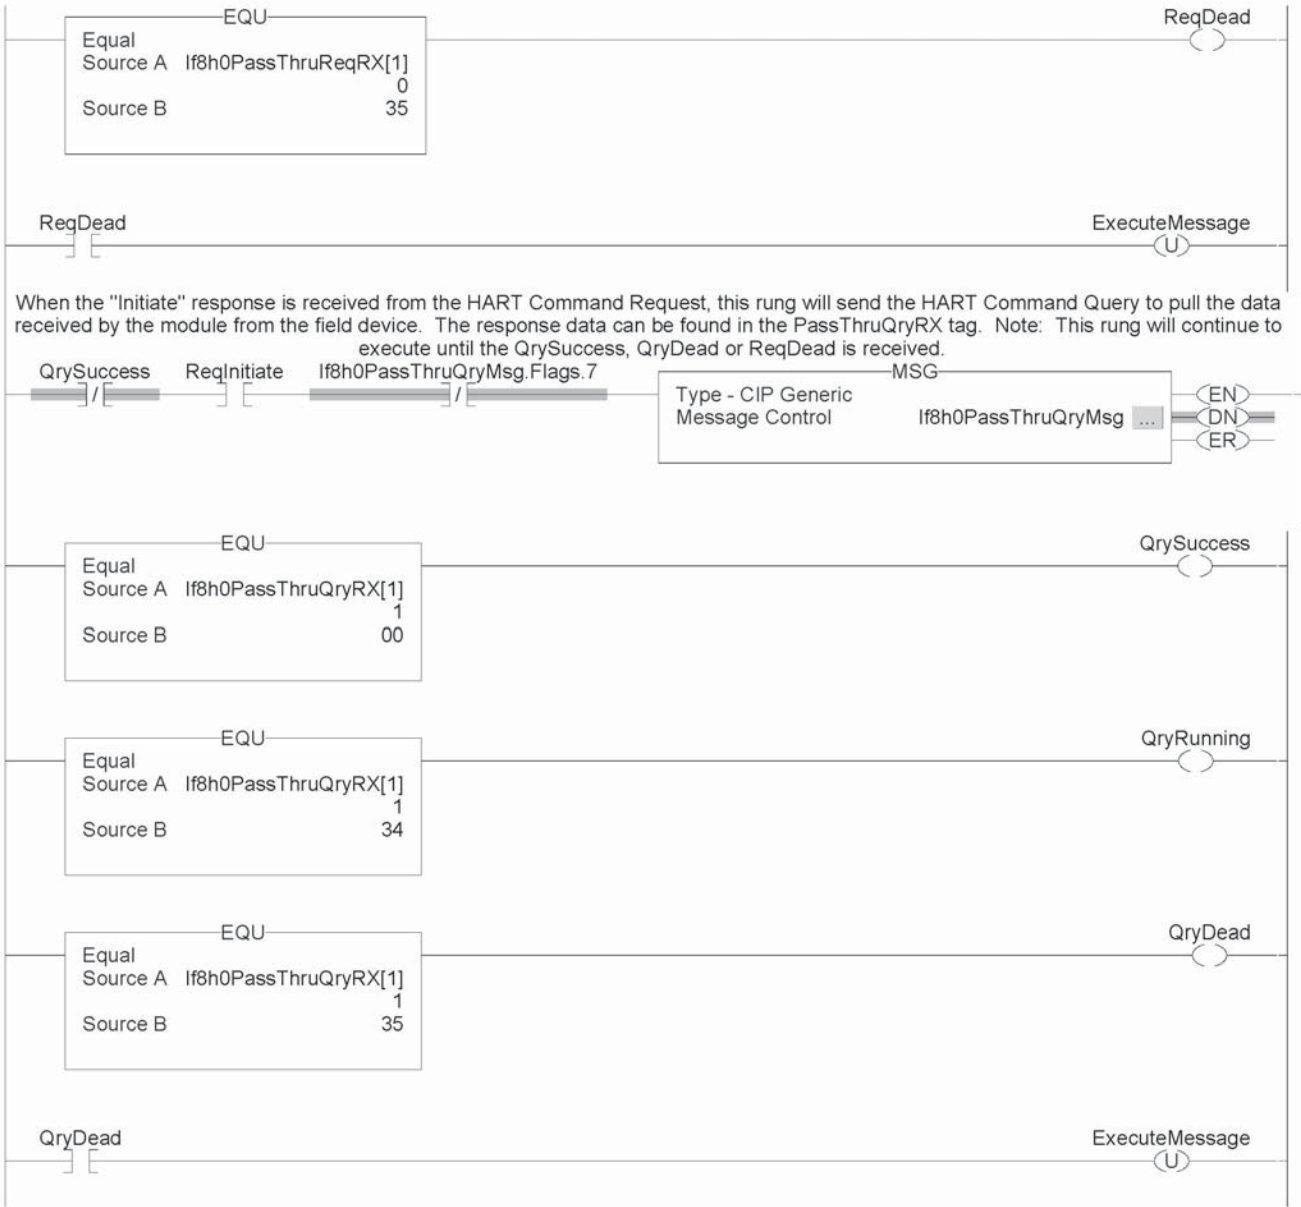 EQU
ReqDead
Equal
Source A If8h0PassThruReqRX[1]
0
Source B 35
ReqDead
ExecuteMessage
U
When the "Initiate" response is received from the HART Command Request, this rung will send the HART Command Query to pull the data
received by the module from the field device. The response data can be found in the PassThruQryRX tag. Note: This rung will continue to
execute until the QrySuccess, QryDead or ReqDead is received.
QrySuccess ReqInitiate If8h0PassThruQryMsg.Flags.7
MSG
Type - CIP Generic
Message Control If8h0PassThruQryMsg ...
EN
DN
ER
EQU
QrySuccess
Equal
Source A If8h0PassThruQryRX[1]
1
Source B 00
EQU
QryRunning
Equal
Source A If8h0PassThruQryRX[1]
1
Source B 34
EQU
QryDead
Equal
Source A If8h0PassThruQryRX[1]
1
Source B 35
QryDead
ExecuteMessage
U